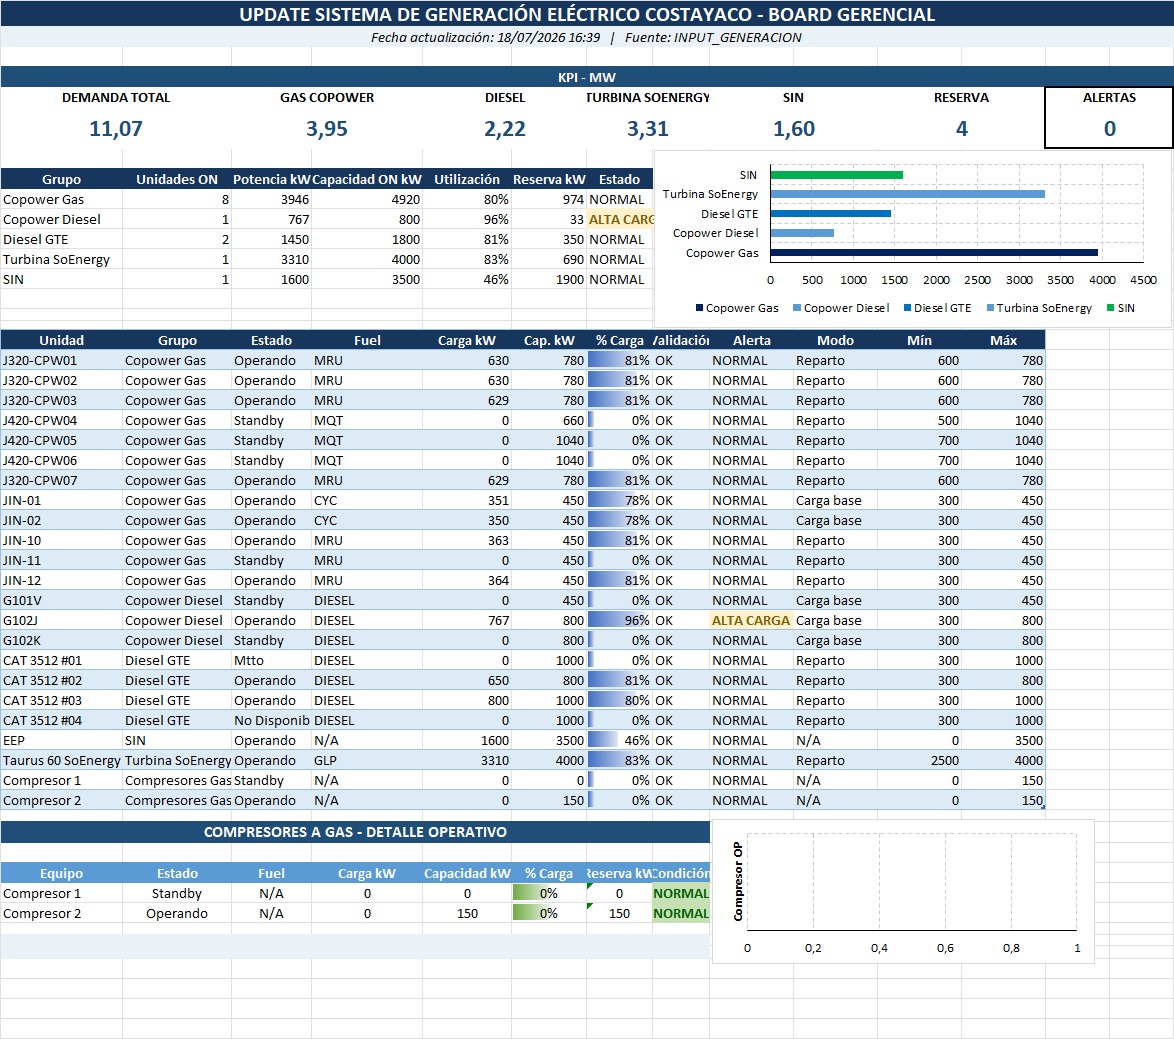 UPDATE SISTEMA DE GENERACIÓN ELÉCTRICO COSTAYACO - BOARD GERENCIAL
Fecha actualización: 18/07/2026 16:39 | Fuente: INPUT_GENERACION
KPI - MW
DEMANDA TOTAL GAS COPOWER DIESEL TURBINA SOENERGY SIN RESERVA ALERTAS
11,07 3,95 2,22 3,31 1,60 4 0
Grupo Unidades ON Potencia kW Capacidad ON kW Utilización Reserva kW Estado
Copower Gas 8 3946 4920 80% 974 NORMAL
Copower Diesel 1 767 800 96% 33 ALTA CARG
Diesel GTE 2 1450 1800 81% 350 NORMAL
Turbina SoEnergy 1 3310 4000 83% 690 NORMAL
SIN 1 1600 3500 46% 1900 NORMAL
SIN
Turbina SoEnergy
Diesel GTE
Copower Diesel
Copower Gas
0 500 1000 1500 2000 2500 3000 3500 4000 4500
Copower Gas Copower Diesel Diesel GTE Turbina SoEnergy SIN
Unidad Grupo Estado Fuel Carga kW Cap. kW % Carga Validación Alerta Modo Mín Máx
J320-CPW01 Copower Gas Operando MRU 630 780 81% OK NORMAL Reparto 600 780
J320-CPW02 Copower Gas Operando MRU 630 780 81% OK NORMAL Reparto 600 780
J320-CPW03 Copower Gas Operando MRU 629 780 81% OK NORMAL Reparto 600 780
J420-CPW04 Copower Gas Standby MQT 0 660 0% OK NORMAL Reparto 500 1040
J420-CPW05 Copower Gas Standby MQT 0 1040 0% OK NORMAL Reparto 700 1040
J420-CPW06 Copower Gas Standby MQT 0 1040 0% OK NORMAL Reparto 700 1040
J320-CPW07 Copower Gas Operando MRU 629 780 81% OK NORMAL Reparto 600 780
JIN-01 Copower Gas Operando CYC 351 450 78% OK NORMAL Carga base 300 450
JIN-02 Copower Gas Operando CYC 350 450 78% OK NORMAL Carga base 300 450
JIN-10 Copower Gas Operando MRU 363 450 81% OK NORMAL Reparto 300 450
JIN-11 Copower Gas Standby MRU 0 450 0% OK NORMAL Reparto 300 450
JIN-12 Copower Gas Operando MRU 364 450 81% OK NORMAL Reparto 300 450
G101V Copower Diesel Standby DIESEL 0 450 0% OK NORMAL Carga base 300 450
G102J Copower Diesel Operando DIESEL 767 800 96% OK ALTA CARGA Carga base 300 800
G102K Copower Diesel Standby DIESEL 0 800 0% OK NORMAL Carga base 300 800
CAT 3512 #01 Diesel GTE Mtto DIESEL 0 1000 0% OK NORMAL Reparto 300 1000
CAT 3512 #02 Diesel GTE Operando DIESEL 650 800 81% OK NORMAL Reparto 300 800
CAT 3512 #03 Diesel GTE Operando DIESEL 800 1000 80% OK NORMAL Reparto 300 1000
CAT 3512 #04 Diesel GTE No Disponib DIESEL 0 1000 0% OK NORMAL Reparto 300 1000
EEP SIN Operando N/A 1600 3500 46% OK NORMAL N/A 0 3500
Taurus 60 SoEnergy Turbina SoEnergy Operando GLP 3310 4000 83% OK NORMAL Reparto 2500 4000
Compresor 1 Compresores Gas Standby N/A 0 0 0% OK NORMAL N/A 0 150
Compresor 2 Compresores Gas Operando N/A 0 150 0% OK NORMAL N/A 0 150
COMPRESORES A GAS - DETALLE OPERATIVO
Equipo Estado Fuel Carga kW Capacidad kW % Carga Reserva kW Condición
Compresor 1 Standby N/A 0 0 0% 0 NORMAL
Compresor 2 Operando N/A 0 150 0% 150 NORMAL
Compresor OP
0 0,2 0,4 0,6 0,8 1